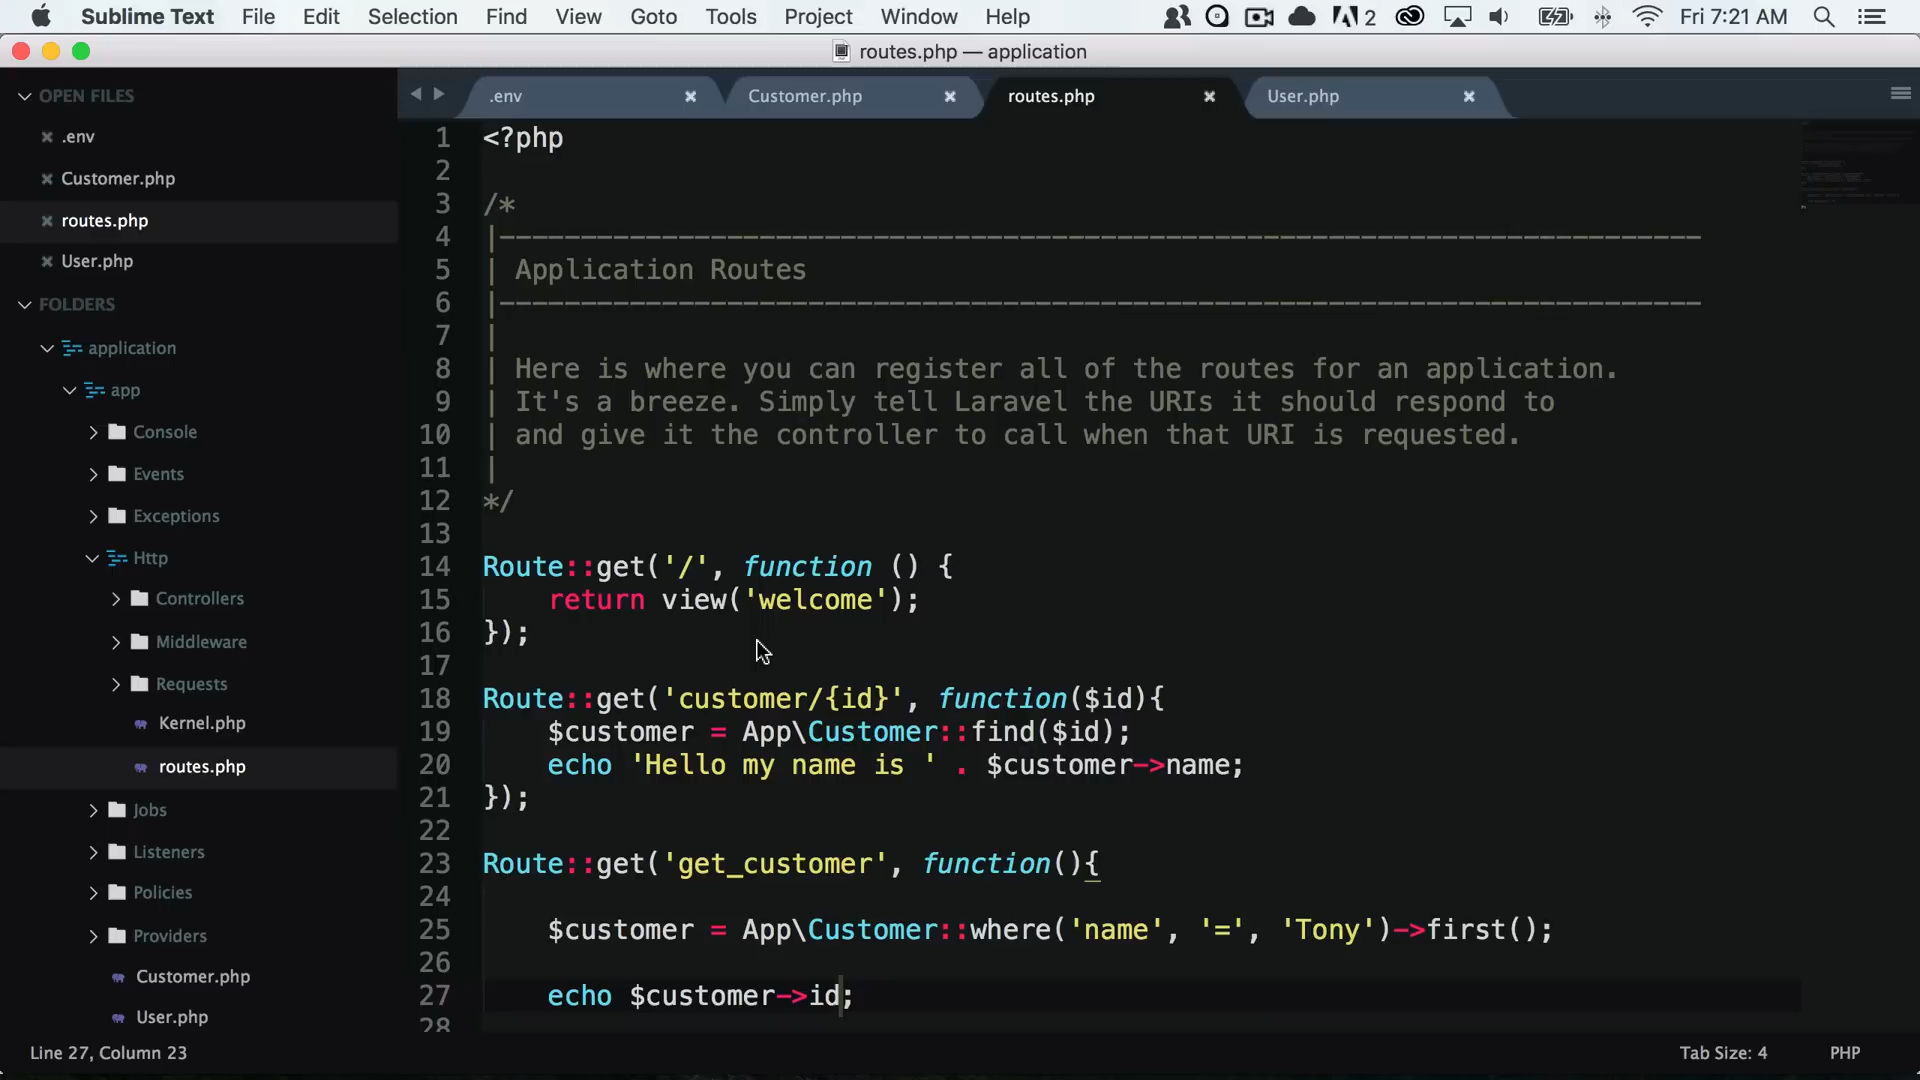 Sublime Text File Edit Selection Find View Goto Tools Project Window Help 2 Fri 7:21 AM
routes.php — application
OPEN FILES
.env
Customer.php
routes.php
User.php
FOLDERS
application
app
Console
Events
Exceptions
Http
Controllers
Middleware
Requests
Kernel.php
routes.php
Jobs
Listeners
Policies
Providers
Customer.php
User.php
.env Customer.php routes.php User.php
1 <?php
2
3 /*
4 |--------------------------------------------------------------------------
5 | Application Routes
6 |--------------------------------------------------------------------------
7 |
8 | Here is where you can register all of the routes for an application.
9 | It's a breeze. Simply tell Laravel the URIs it should respond to
10 | and give it the controller to call when that URI is requested.
11 |
12 */
13
14 Route::get('/', function () {
15     return view('welcome');
16 });
17
18 Route::get('customer/{id}', function($id){
19     $customer = App\Customer::find($id);
20     echo 'Hello my name is ' . $customer->name;
21 });
22
23 Route::get('get_customer', function(){
24
25     $customer = App\Customer::where('name', '=', 'Tony')->first();
26
27     echo $customer->id;
28
Line 27, Column 23 Tab Size: 4 PHP